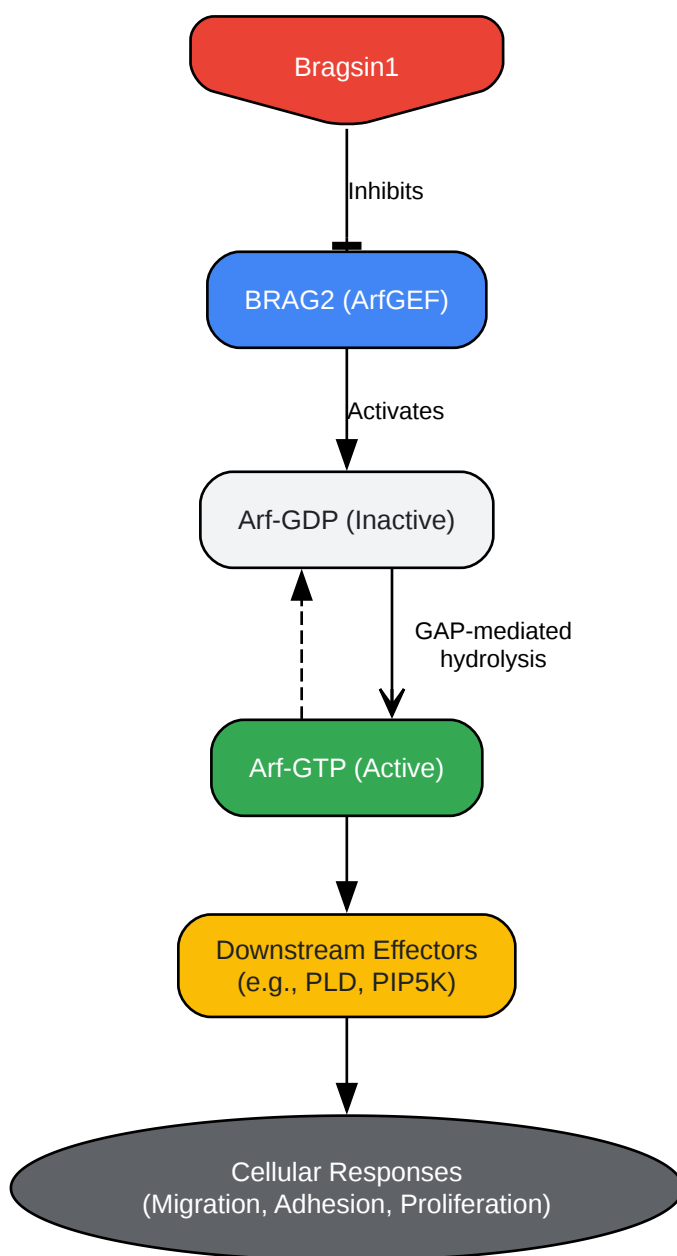 Bragsin1
Inhibits
BRAG2 (ArfGEF)
Activates
Arf-GDP (Inactive)
GAP-mediated
hydrolysis
Arf-GTP (Active)
Downstream Effectors
(e.g., PLD, PIP5K)
Cellular Responses
(Migration, Adhesion, Proliferation)